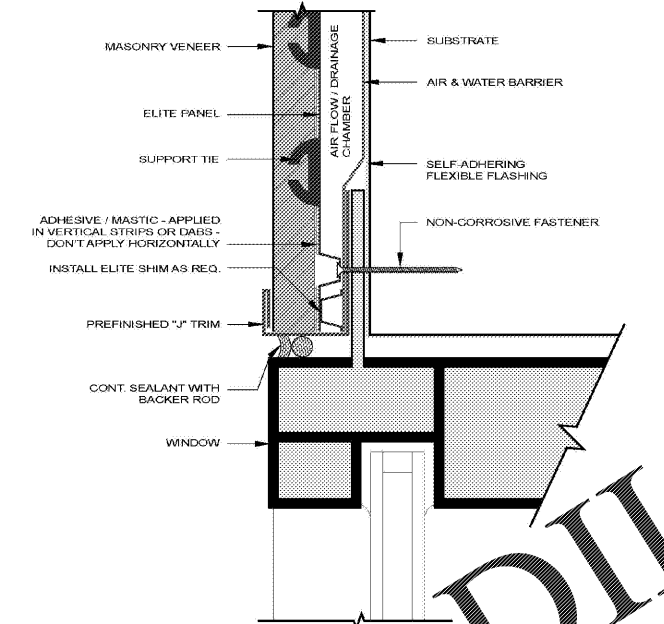 MASONRY VENEER
ELITE PANEL
SUPPORT TIE
ADHESIVE / MASTIC - APPLIED
IN VERTICAL STRIPS OR DABS -
DON'T APPLY HORIZONTALLY
INSTALL ELITE SHIM AS REQ.
PREFINISHED "J" TRIM
CONT. SEALANT WITH
BACKER ROD
WINDOW
AIR FLOW / DRAINAGE
CHAMBER
SUBSTRATE
AIR & WATER BARRIER
SELF-ADHERING
FLEXIBLE FLASHING
NON-CORROSIVE FASTENER